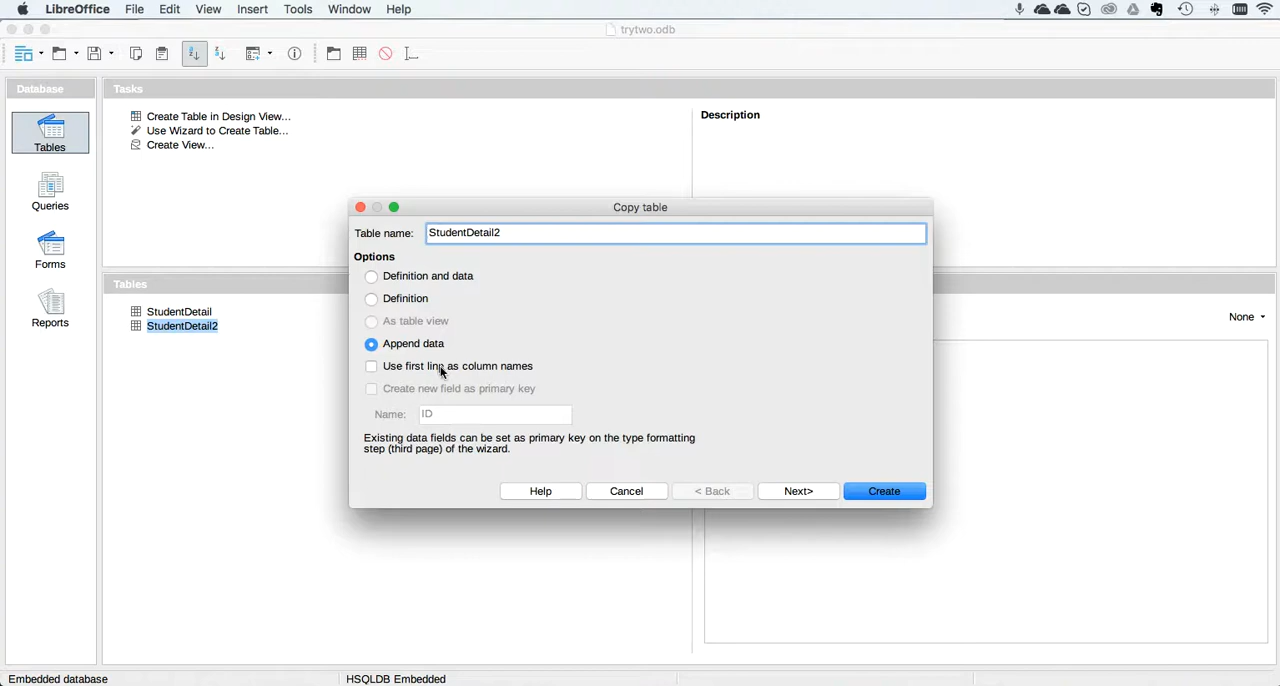 LibreOffice File Edit View Insert Tools Window Help
trytwo.odb
Database
Tasks
Tables
Queries
Forms
Reports
Create Table in Design View...
Use Wizard to Create Table...
Create View...
Description
Tables
StudentDetail
StudentDetail2
None
Copy table
Table name: StudentDetail2
Options
Definition and data
Definition
As table view
Append data
Use first line as column names
Create new field as primary key
Name: ID
Existing data fields can be set as primary key on the type formatting
step (third page) of the wizard.
Help Cancel < Back Next> Create
Embedded database HSQLDB Embedded